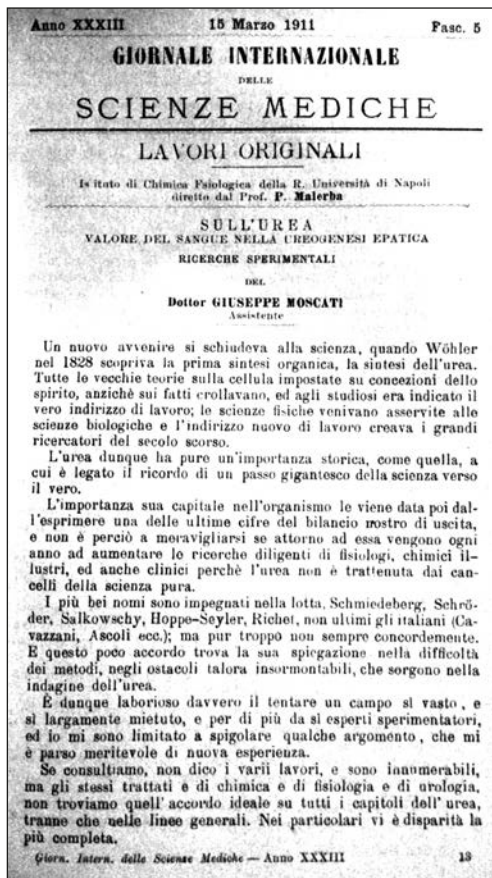 Anno XXXIII 15 Marzo 1911 Fasc. 5
GIORNALE INTERNAZIONALE
DELLE
SCIENZE MEDICHE
LAVORI ORIGINALI
Is ituto di Chimica Fsiologica della R. Università di Napoli
diretto dal Prof. P. Malerba
SULL'UREA
VALORE DEL SANGUE NELLA UREOGENESI EPATICA
RICERCHE SPERIMENTALI
DEL
Dottor GIUSEPPE MOSCATI
Assistente
Un nuovo avvenire si schiudeva alla scienza, quando Wöhler
nel 1828 scopriva la prima sintesi organica, la sintesi dell'urea.
Tutte le vecchie teorie sulla cellula impostate su concezioni dello
spirito, anzichè sui fatti crollavano, ed agli studiosi era indicato il
vero indirizzo di lavoro; le scienze fisiche venivano asservite alle
scienze biologiche e l'indirizzo nuovo di lavoro creava i grandi
ricercatori del secolo scorso.
L'urea dunque ha pure un'importanza storica, come quella, a
cui è legato il ricordo di un passo gigantesco della scienza verso
il vero.
L'importanza sua capitale nell'organismo le viene data poi dal-
l'esprimere una delle ultime cifre del bilancio nostro di uscita,
e non è perciò a meravigliarsi se attorno ad essa vengono ogni
anno ad aumentare le ricerche diligenti di fisiologi, chimici il-
lustri, ed anche clinici perchè l'urea non è trattenuta dai can-
celli della scienza pura.
I più bei nomi sono impegnati nella lotta, Schmiedeberg, Schrö-
der, Salkowschy, Hoppe-Seyler, Richet, non ultimi gli italiani (Ca-
vazzani, Ascoli ecc.); ma pur troppo non sempre concordemente.
E questo poco accordo trova la sua spiegazione nella difficoltà
dei metodi, negli ostacoli talora insormontabili, che sorgono nella
indagine dell'urea.
È dunque laborioso davvero il tentare un campo sì vasto, e
sì largamente mietuto, e per di più da sì esperti sperimentatori,
ed io mi sono limitato a spigolare qualche argomento, che mi
è parso meritevole di nuova esperienza.
Se consultiamo, non dico i varii lavori, e sono innumerabili,
ma gli stessi trattati e di chimica e di fisiologia e di urologia,
non troviamo quell'accordo ideale su tutti i capitoli dell'urea,
tranne che nelle linee generali. Nei particolari vi è disparità la
più completa.
Giorn. Intern. delle Scienze Mediche — Anno XXXIII 13